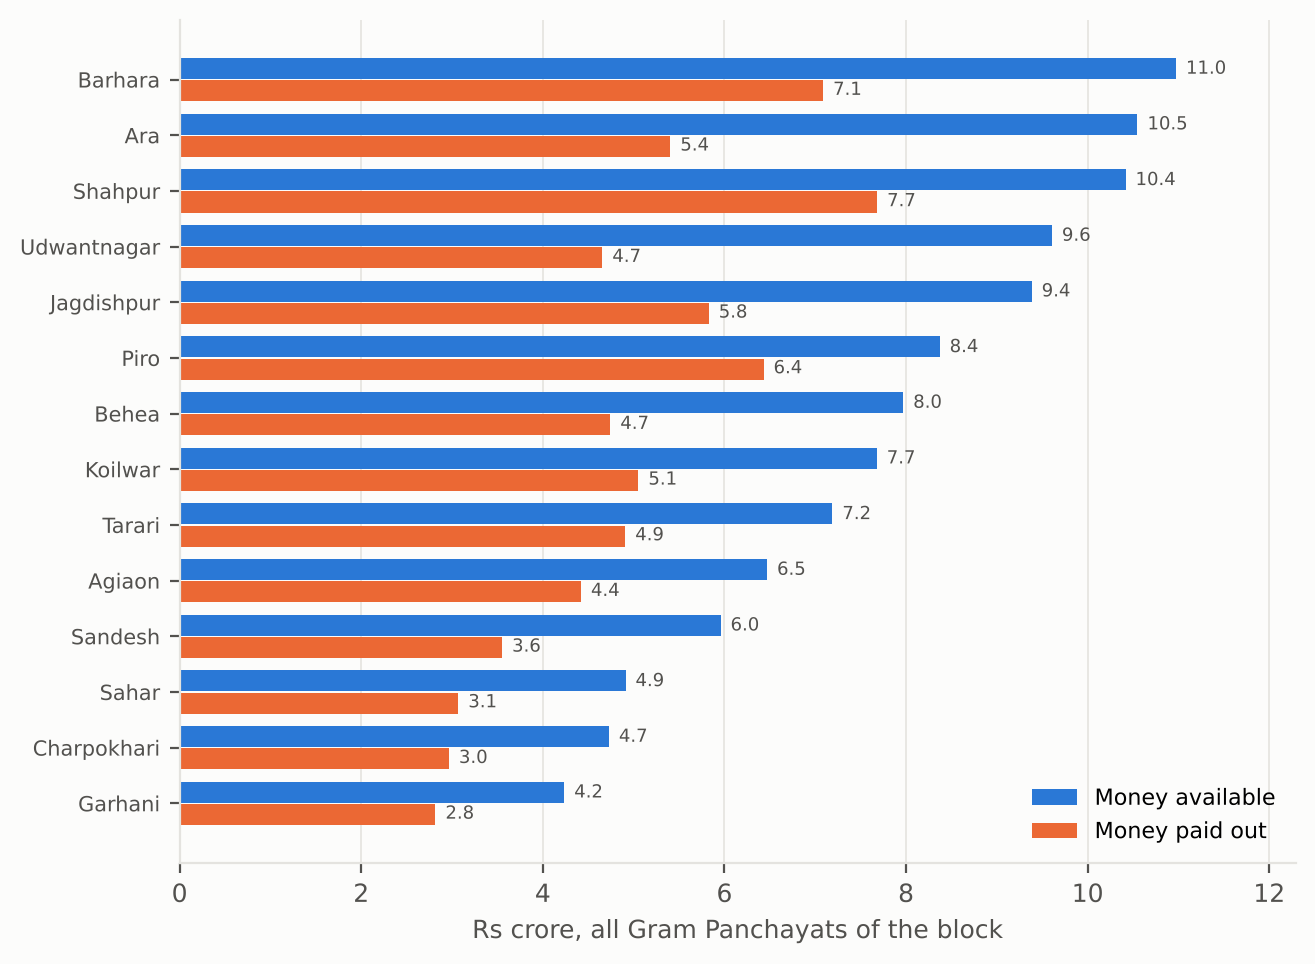 Barhara 11.0
7.1
Ara 10.5
5.4
Shahpur 10.4
7.7
Udwantnagar 9.6
4.7
Jagdishpur 9.4
5.8
Piro 8.4
6.4
Behea 8.0
4.7
Koilwar 7.7
5.1
Tarari 7.2
4.9
Agiaon 6.5
4.4
Sandesh 6.0
3.6
Sahar 4.9
3.1
Charpokhari 4.7
3.0
Garhani 4.2
2.8
Money available
Money paid out
0 2 4 6 8 10 12
Rs crore, all Gram Panchayats of the block